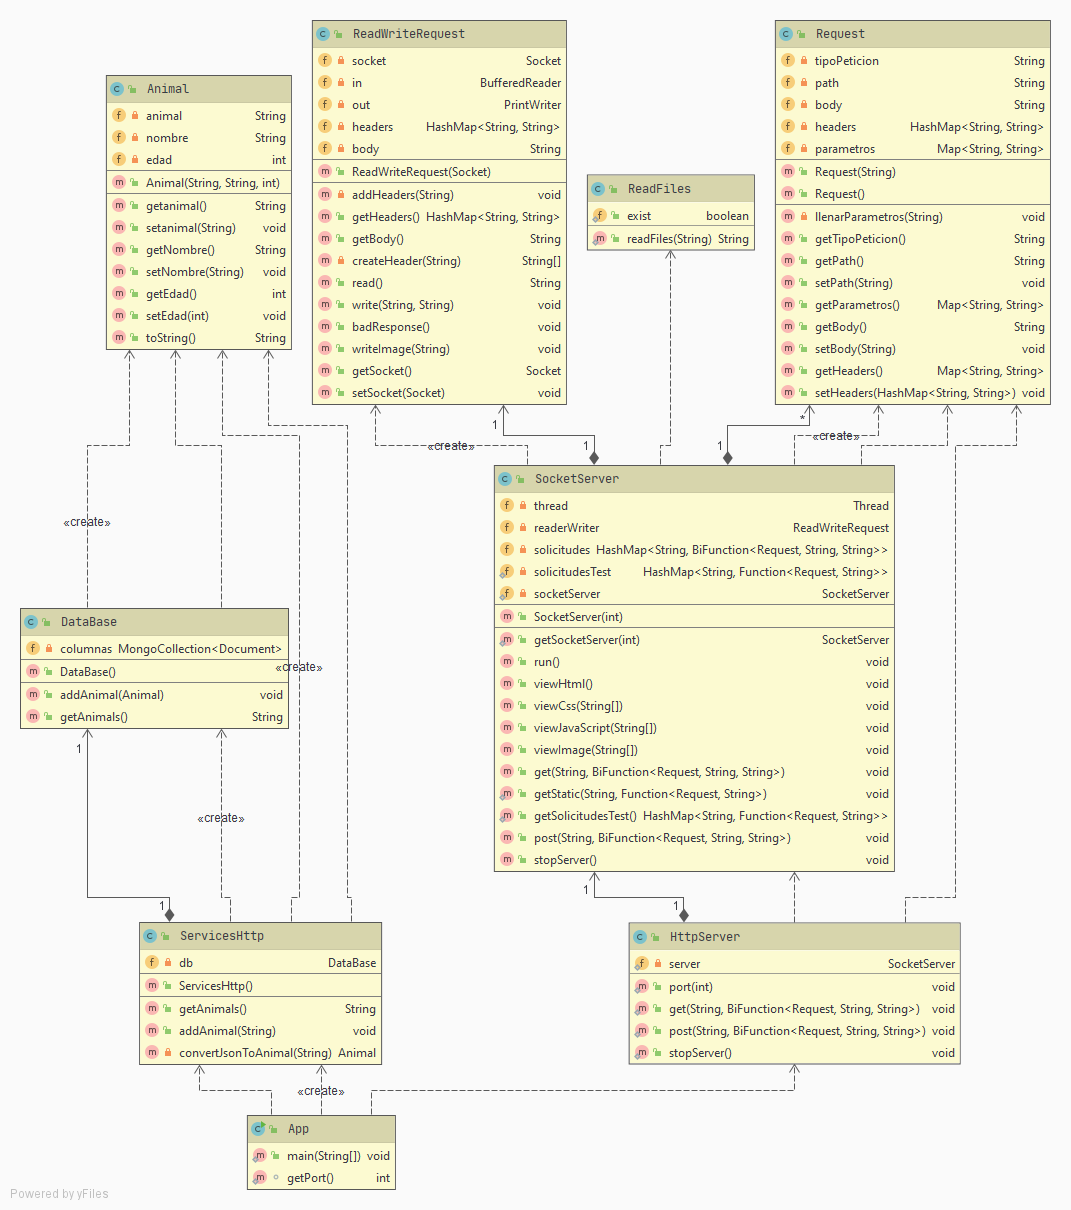 ReadWriteRequest
socket Socket
in BufferedReader
out PrintWriter
headers HashMap<String, String>
body String
ReadWriteRequest(Socket)
addHeaders(String) void
getHeaders() HashMap<String, String>
getBody() String
createHeader(String) String[]
read() String
write(String, String) void
badResponse() void
writeImage(String) void
getSocket() Socket
setSocket(Socket) void
Request
tipoPeticion String
path String
body String
headers HashMap<String, String>
parametros Map<String, String>
Request(String)
Request()
llenarParametros(String) void
getTipoPeticion() String
getPath() String
setPath(String) void
getParametros() Map<String, String>
getBody() String
setBody(String) void
getHeaders() Map<String, String>
setHeaders(HashMap<String, String>) void
Animal
animal String
nombre String
edad int
Animal(String, String, int)
getanimal() String
setanimal(String) void
getNombre() String
setNombre(String) void
getEdad() int
setEdad(int) void
toString() String
ReadFiles
exist boolean
readFiles(String) String
1
*
«create»
1
1
«create»
SocketServer
thread Thread
readerWriter ReadWriteRequest
solicitudes HashMap<String, BiFunction<Request, String, String>>
solicitudesTest HashMap<String, Function<Request, String>>
socketServer SocketServer
SocketServer(int)
getSocketServer(int) SocketServer
run() void
viewHtml() void
viewCss(String[]) void
viewJavaScript(String[]) void
viewImage(String[]) void
get(String, BiFunction<Request, String, String>) void
getStatic(String, Function<Request, String>) void
getSolicitudesTest() HashMap<String, Function<Request, String>>
post(String, BiFunction<Request, String, String>) void
stopServer() void
«create»
DataBase
columnas MongoCollection<Document>
DataBase()
addAnimal(Animal) void
getAnimals() String
«create»
1
«create»
1
1
1
ServicesHttp
db DataBase
ServicesHttp()
getAnimals() String
addAnimal(String) void
convertJsonToAnimal(String) Animal
HttpServer
server SocketServer
port(int) void
get(String, BiFunction<Request, String, String>) void
post(String, BiFunction<Request, String, String>) void
stopServer() void
«create»
App
main(String[]) void
getPort() int
Powered by yFiles